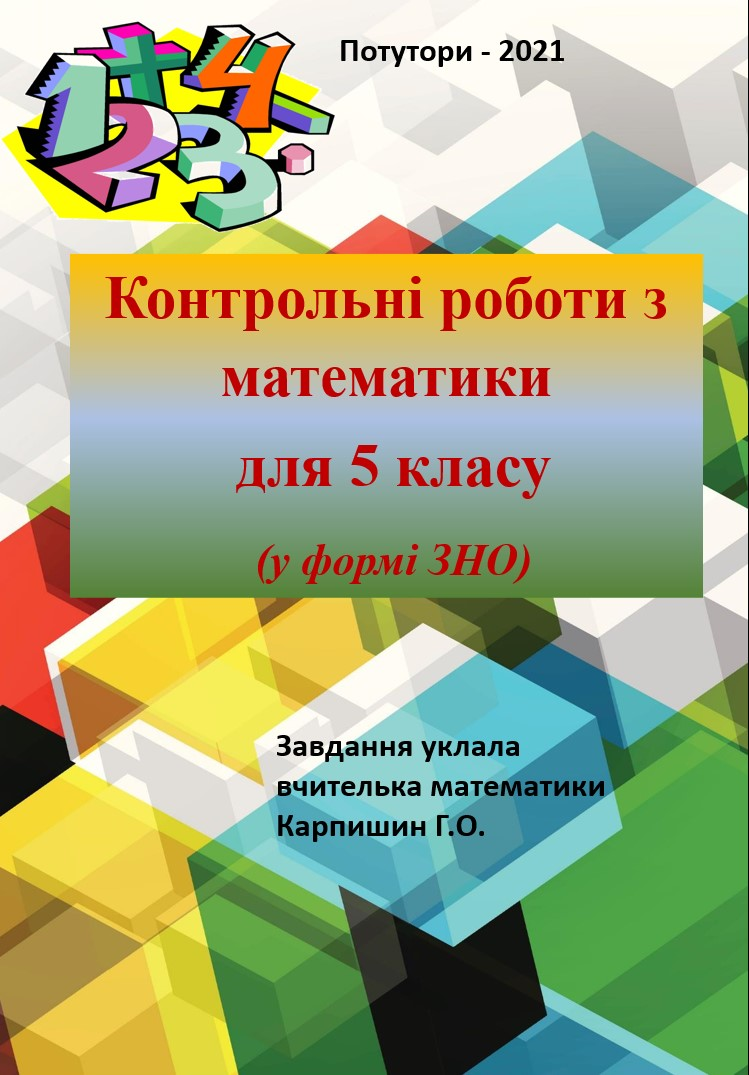 Потутори - 2021
Контрольні роботи з
математики
для 5 класу
(у формі ЗНО)
Завдання уклала
вчителька математики
Карпишин Г.О.